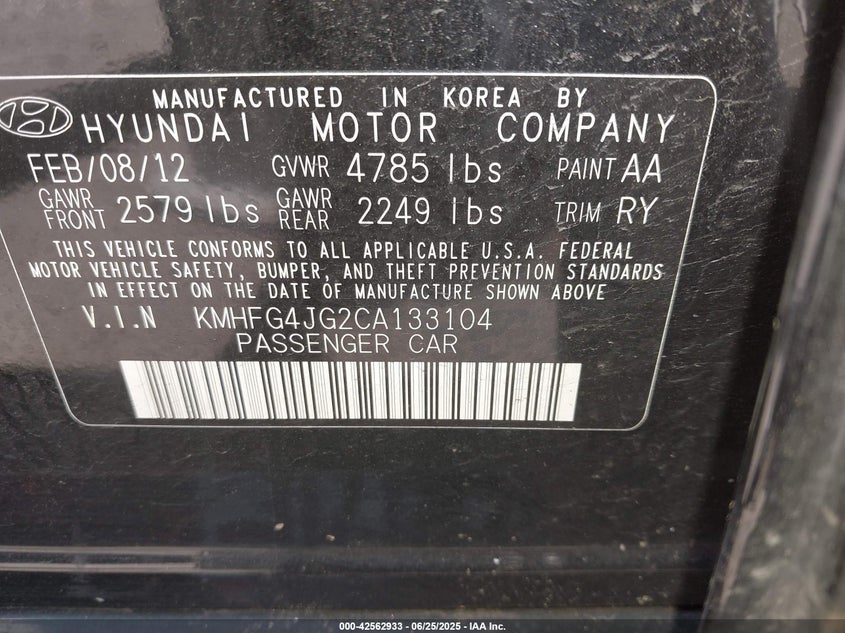 MANUFACTURED IN KOREA BY
HYUNDAI MOTOR COMPANY
FEB/08/12 GVWR 4785 lbs PAINT AA
GAWR FRONT 2579 lbs GAWR REAR 2249 lbs TRIM RY
THIS VEHICLE CONFORMS TO ALL APPLICABLE U.S.A. FEDERAL
MOTOR VEHICLE SAFETY, BUMPER, AND THEFT PREVENTION STANDARDS
IN EFFECT ON THE DATE OF MANUFACTURE SHOWN ABOVE
V.I.N KMHFG4JG2CA133104
PASSENGER CAR
000-42562933 - 06/25/2025 - IAA Inc.